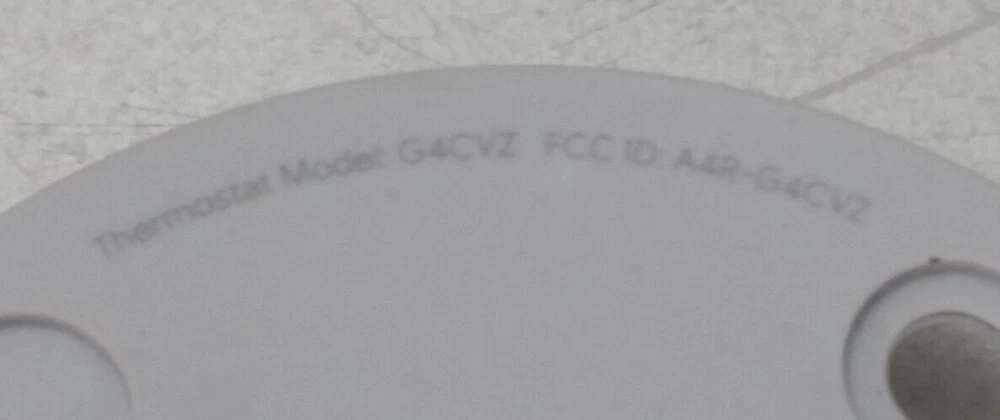 Thermostat Model: G4CVZ FCC ID: A4R-G4CVZ